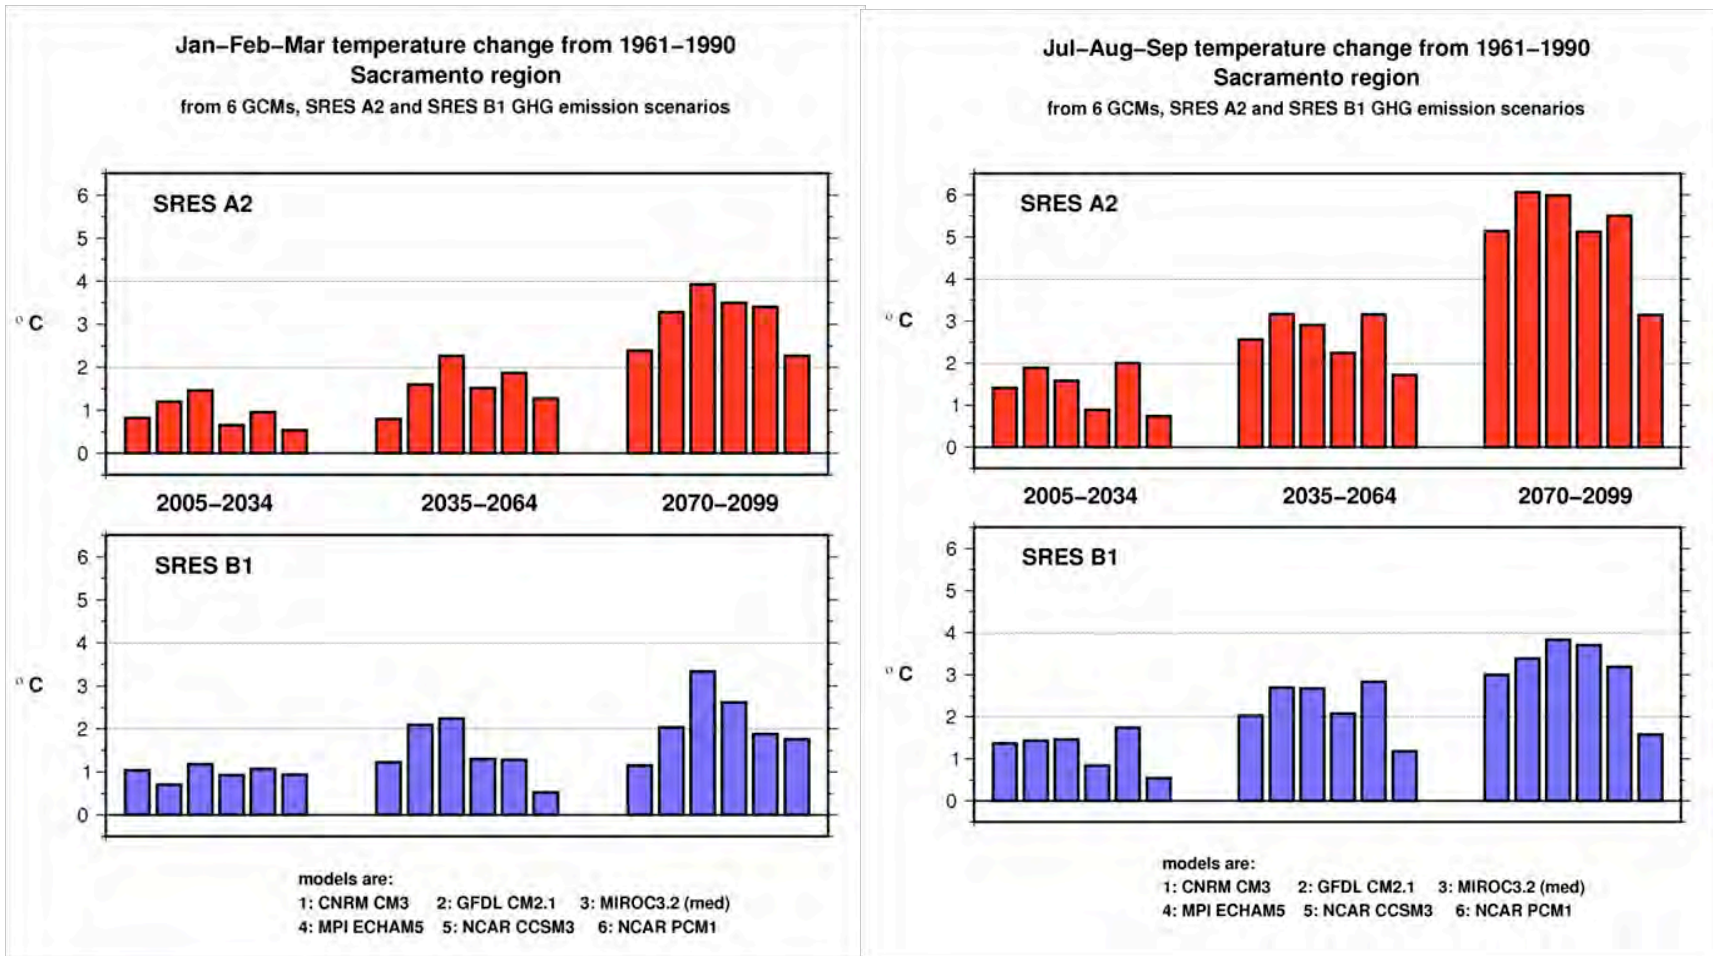 Jan–Feb–Mar temperature change from 1961–1990
Sacramento region
from 6 GCMs, SRES A2 and SRES B1 GHG emission scenarios
SRES A2
6
5
4
3
2
1
0
° C
2005–2034 2035–2064 2070–2099
SRES B1
6
5
4
3
2
1
0
° C
models are:
1: CNRM CM3 2: GFDL CM2.1 3: MIROC3.2 (med)
4: MPI ECHAM5 5: NCAR CCSM3 6: NCAR PCM1
Jul–Aug–Sep temperature change from 1961–1990
Sacramento region
from 6 GCMs, SRES A2 and SRES B1 GHG emission scenarios
SRES A2
6
5
4
3
2
1
0
° C
2005–2034 2035–2064 2070–2099
SRES B1
6
5
4
3
2
1
0
° C
models are:
1: CNRM CM3 2: GFDL CM2.1 3: MIROC3.2 (med)
4: MPI ECHAM5 5: NCAR CCSM3 6: NCAR PCM1